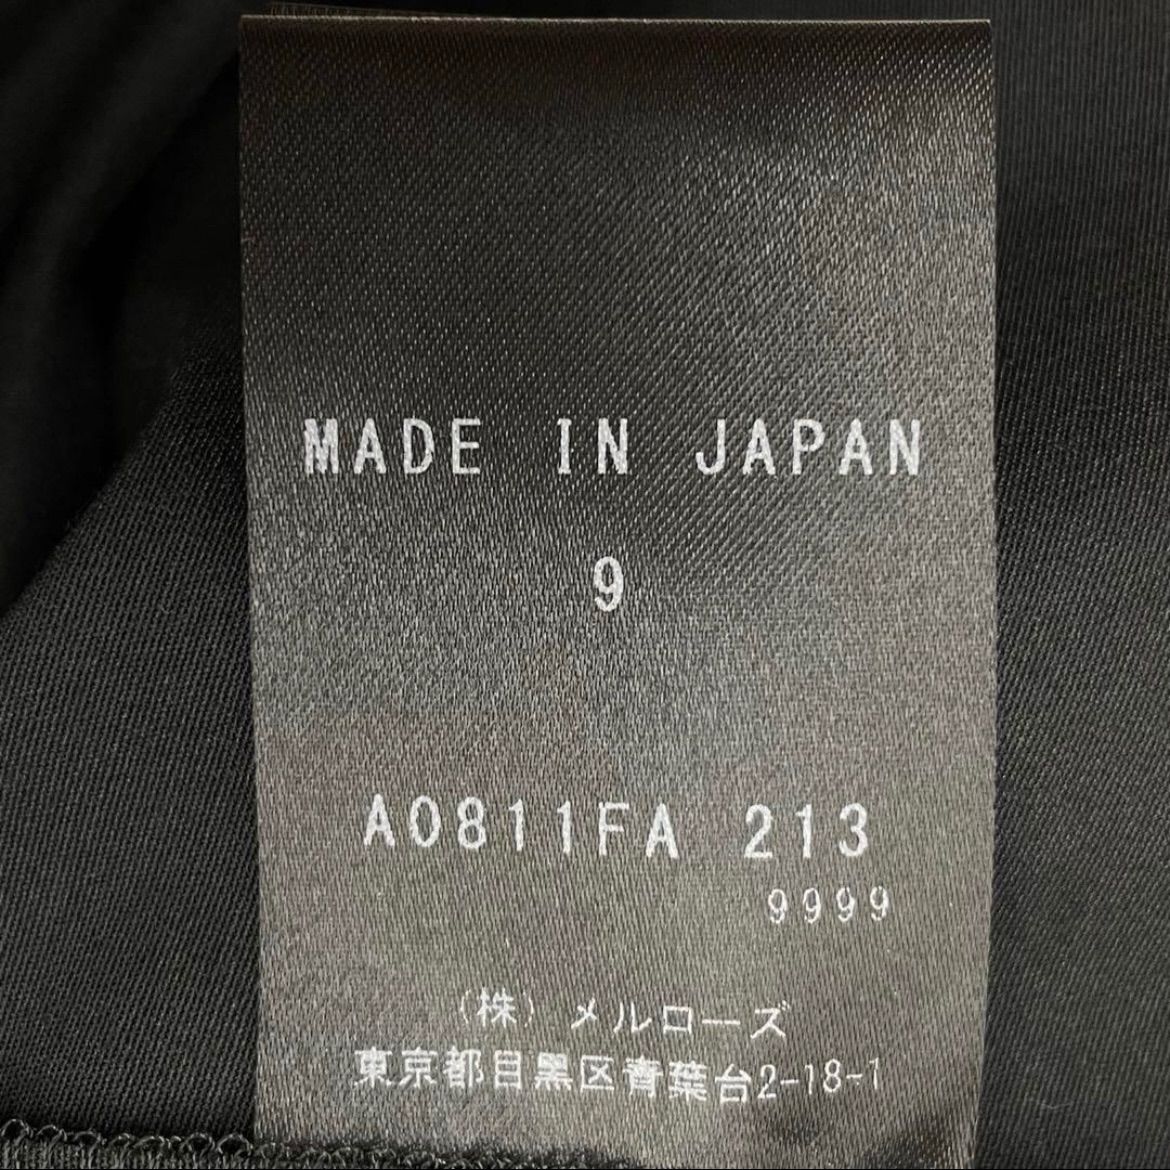 MADE IN JAPAN
9
A0811FA 213
9999
(株)メルローズ
東京都目黒区青葉台2-18-1